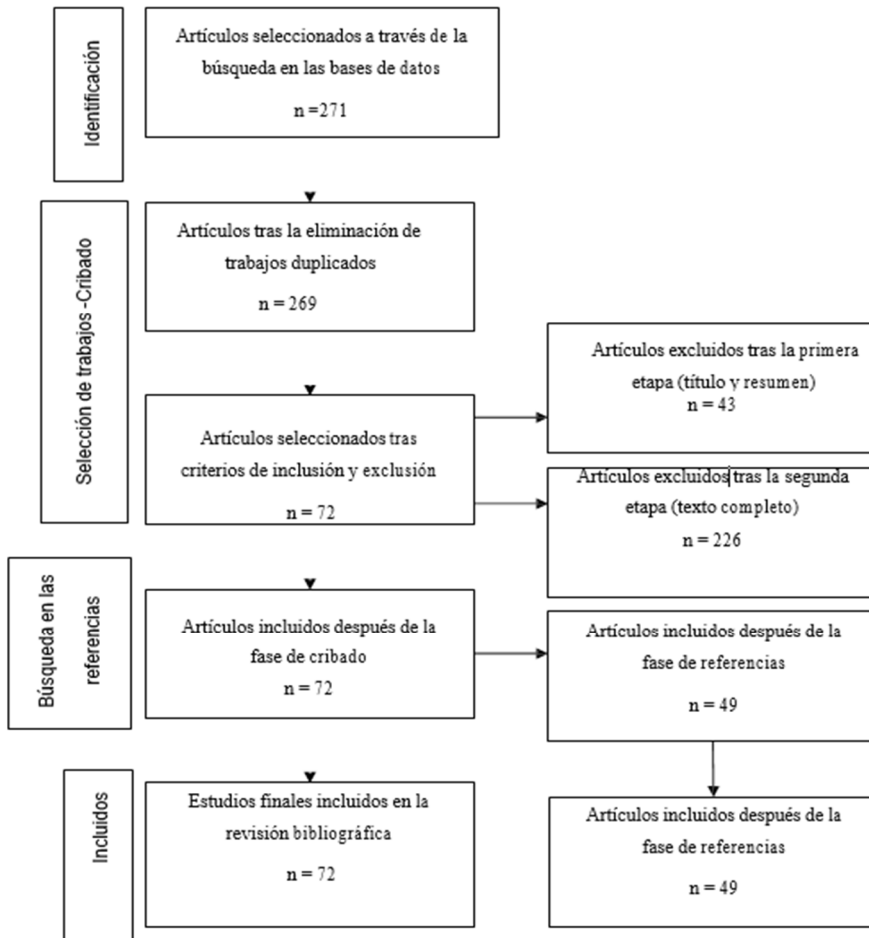 Identificación
Artículos seleccionados a través de la
búsqueda en las bases de datos
n =271
Selección de trabajos -Cribado
Artículos tras la eliminación de
trabajos duplicados
n = 269
Artículos seleccionados tras
criterios de inclusión y exclusión
n = 72
Artículos excluidos tras la primera
etapa (título y resumen)
n = 43
Artículos excluidos tras la segunda
etapa (texto completo)
n = 226
Búsqueda en las
referencias
Artículos incluidos después de la
fase de cribado
n = 72
Artículos incluidos después de la
fase de referencias
n = 49
Incluidos
Estudios finales incluidos en la
revisión bibliográfica
n = 72
Artículos incluidos después de la
fase de referencias
n = 49